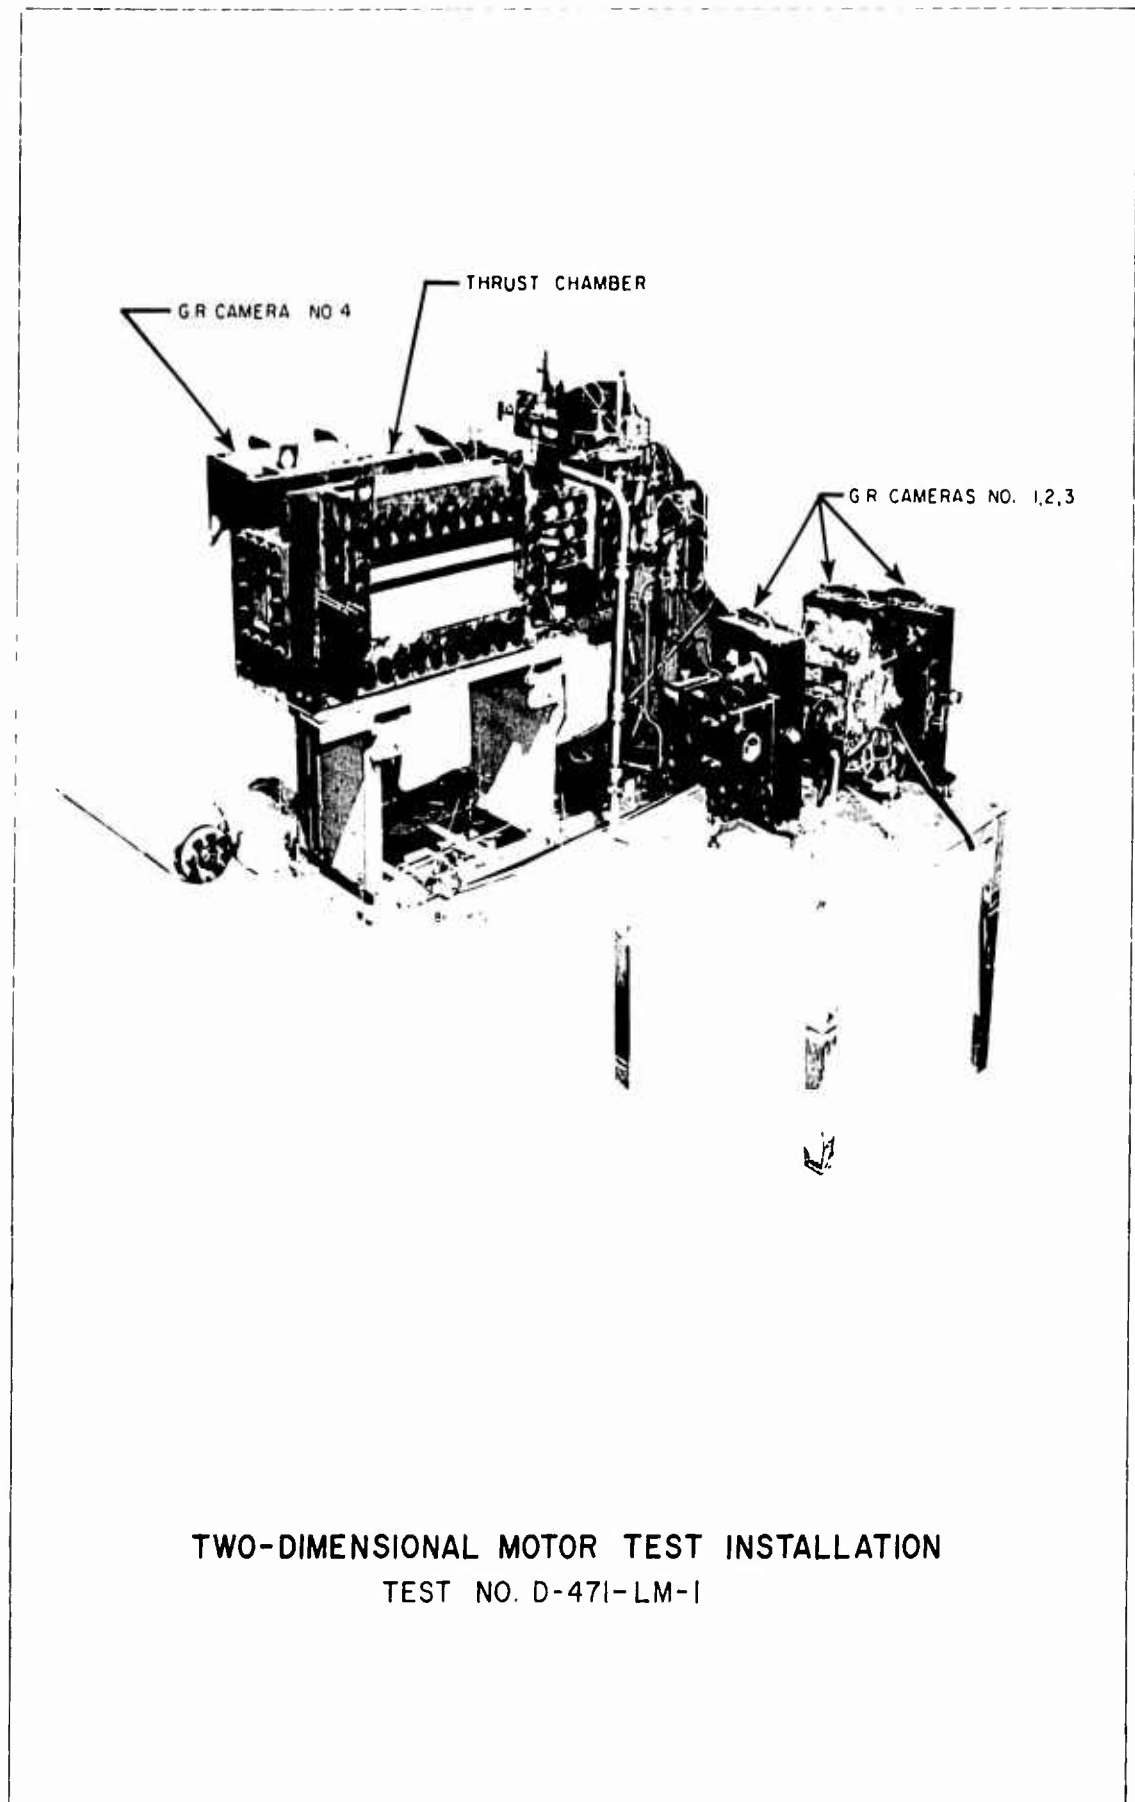 THRUST CHAMBER
G.R CAMERA NO 4
G R CAMERAS NO. 1,2,3
TWO-DIMENSIONAL MOTOR TEST INSTALLATION
TEST NO. D-471-LM-1